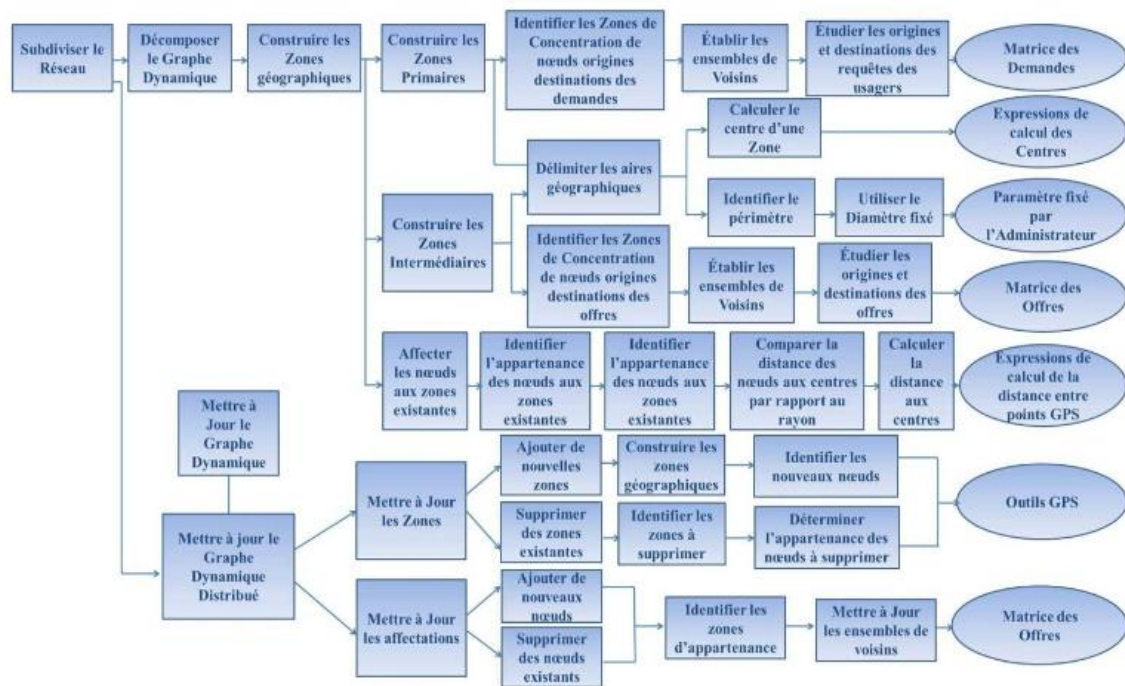 Subdiviser le
Réseau
Décomposer
le Graphe
Dynamique
Construire les
Zones
géographiques
Construire les
Zones
Primaires
Identifier les Zones de
Concentration de
nœuds origines
destinations des
demandes
Établir les
ensembles de
Voisins
Étudier les origines
et destinations des
requêtes des
usagers
Matrice des
Demandes
Calculer le
centre d'une
Zone
Expressions de
calcul des
Centres
Délimiter les aires
géographiques
Identifier le
périmètre
Utiliser le
Diamètre fixé
Paramètre fixé
par
l'Administrateur
Construire les
Zones
Intermédiaires
Identifier les Zones
de Concentration
de nœuds origines
destinations des
offres
Établir les
ensembles de
Voisins
Étudier les
origines et
destinations des
offres
Matrice des
Offres
Affecter
les nœuds
aux zones
existantes
Identifier
l'appartenance
des nœuds aux
zones
existantes
Identifier
l'appartenance
des nœuds aux
zones
existantes
Comparer la
distance des
nœuds aux centres
par rapport au
rayon
Calculer
la
distance
aux
centres
Expressions de
calcul de la
distance entre
points GPS
Mettre à
Jour le
Graphe
Dynamique
Mettre à jour le
Graphe
Dynamique
Distribué
Mettre à Jour
les Zones
Ajouter de
nouvelles
zones
Construire les
zones
géographiques
Identifier les
nouveaux nœuds
Outils GPS
Supprimer
des zones
existantes
Identifier les
zones à
supprimer
Déterminer
l'appartenance des
nœuds à supprimer
Mettre à Jour
les affectations
Ajouter de
nouveaux
nœuds
Supprimer
des nœuds
existants
Identifier les
zones
d'appartenance
Mettre à Jour
les ensembles de
voisins
Matrice des
Offres